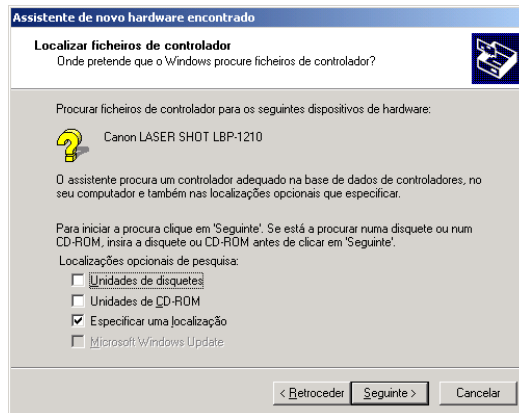 Assistente de novo hardware encontrado
Localizar ficheiros de controlador
Onde pretende que o Windows procure ficheiros de controlador?
Procurar ficheiros de controlador para os seguintes dispositivos de hardware:
Canon LASER SHOT LBP-1210
O assistente procura um controlador adequado na base de dados de controladores, no
seu computador e também nas localizações opcionais que especificar.
Para iniciar a procura clique em 'Seguinte'. Se está a procurar numa disquete ou num
CD-ROM, insira a disquete ou CD-ROM antes de clicar em 'Seguinte'.
Localizações opcionais de pesquisa:
Unidades de disquetes
Unidades de CD-ROM
Especificar uma localização
Microsoft Windows Update
< Retroceder Seguinte > Cancelar